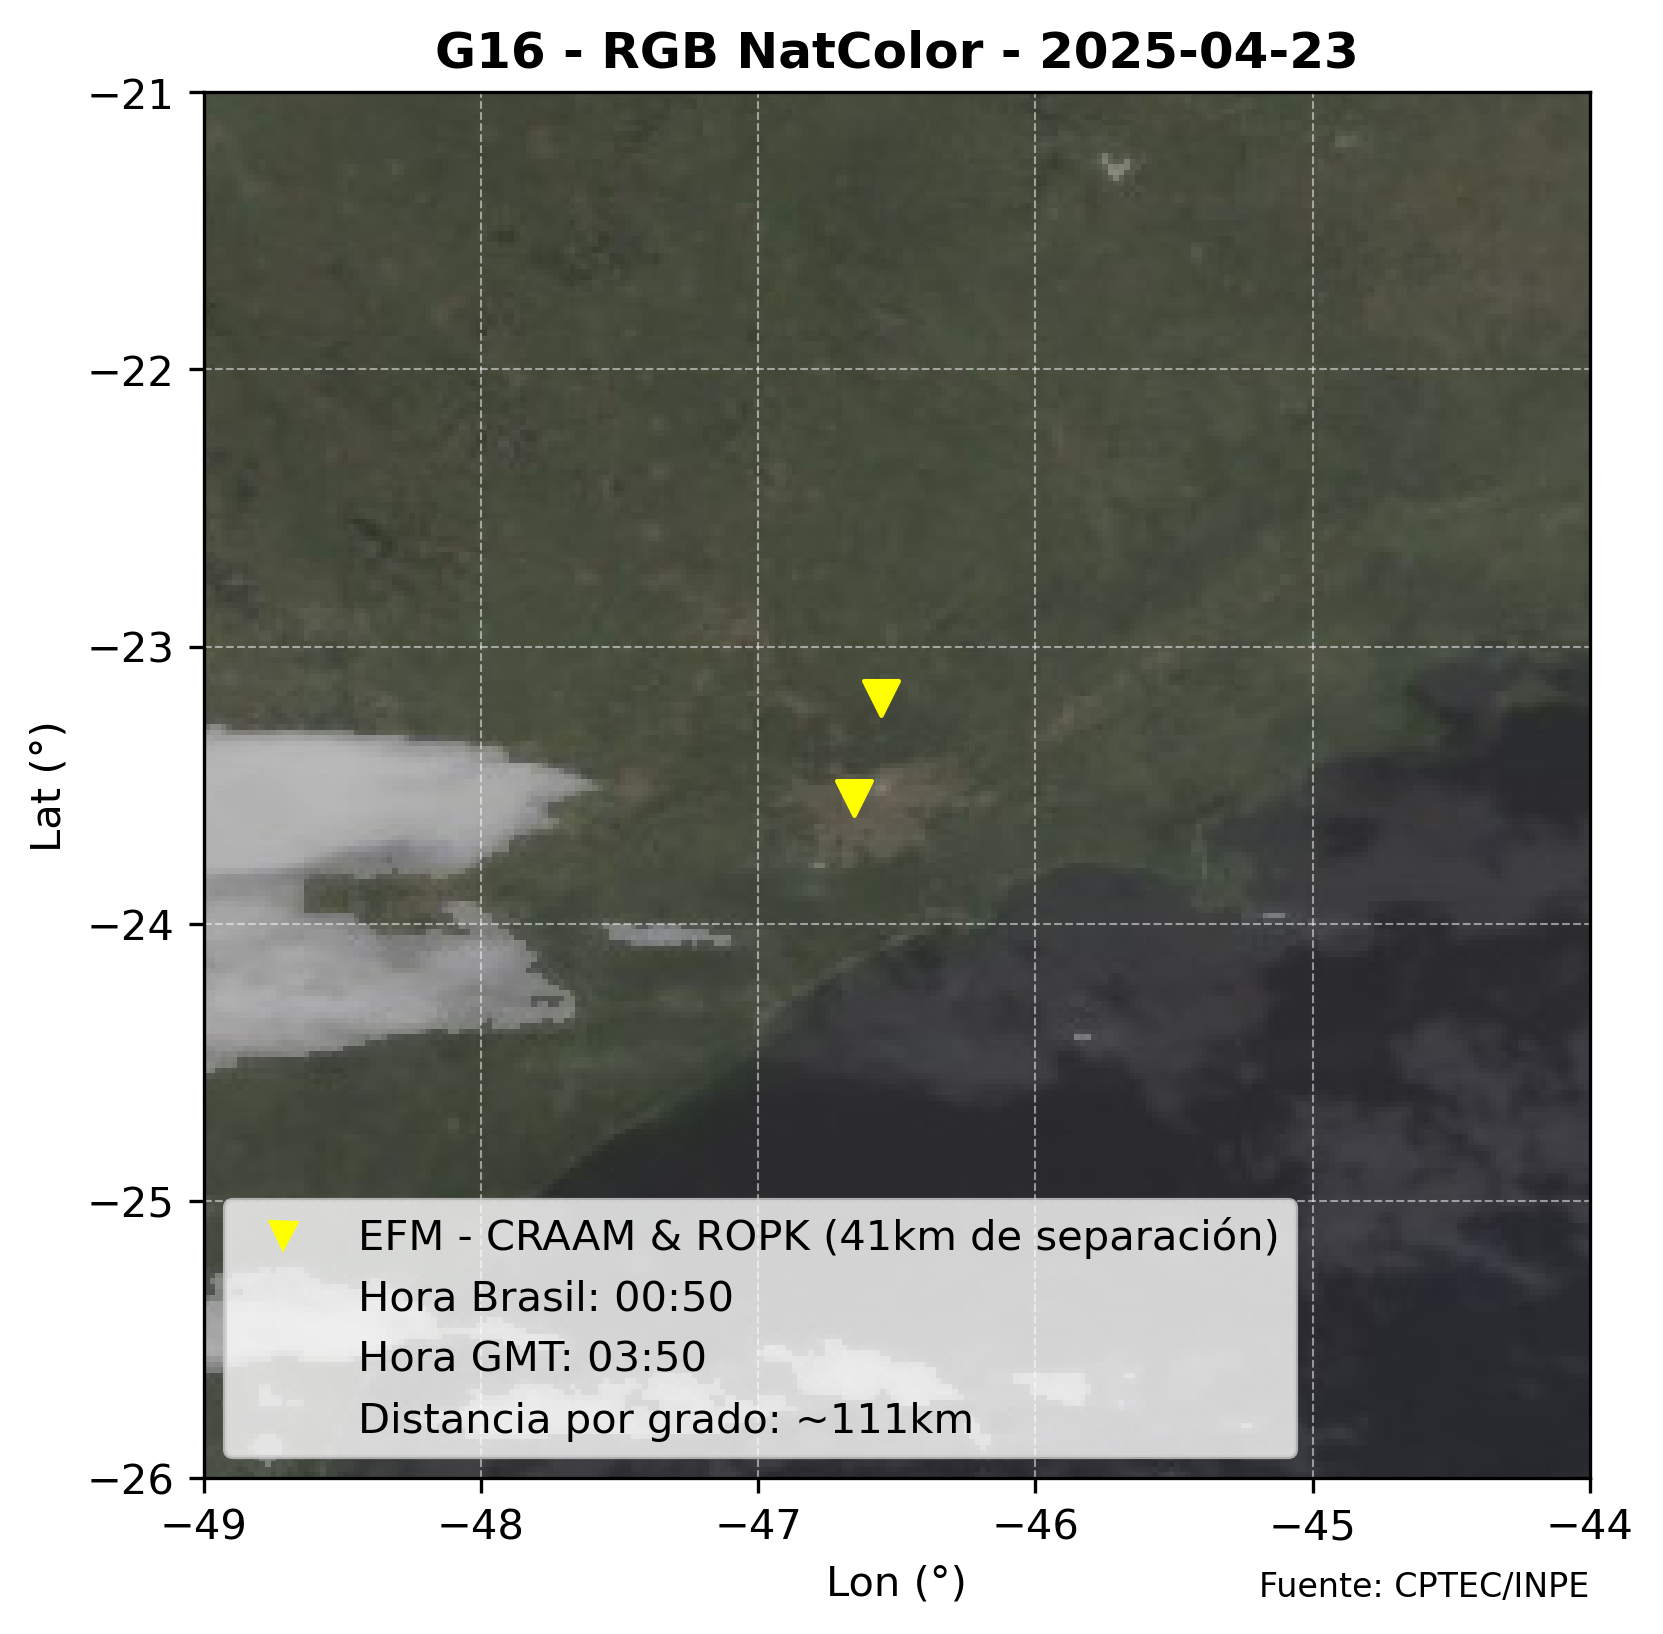 G16 - RGB NatColor - 2025-04-23
−21
−22
−23
−24
−25
−26
Lat (°)
EFM - CRAAM & ROPK (41km de separación)
Hora Brasil: 00:50
Hora GMT: 03:50
Distancia por grado: ~111km
−49 −48 −47 −46 −45 −44
Lon (°)
Fuente: CPTEC/INPE